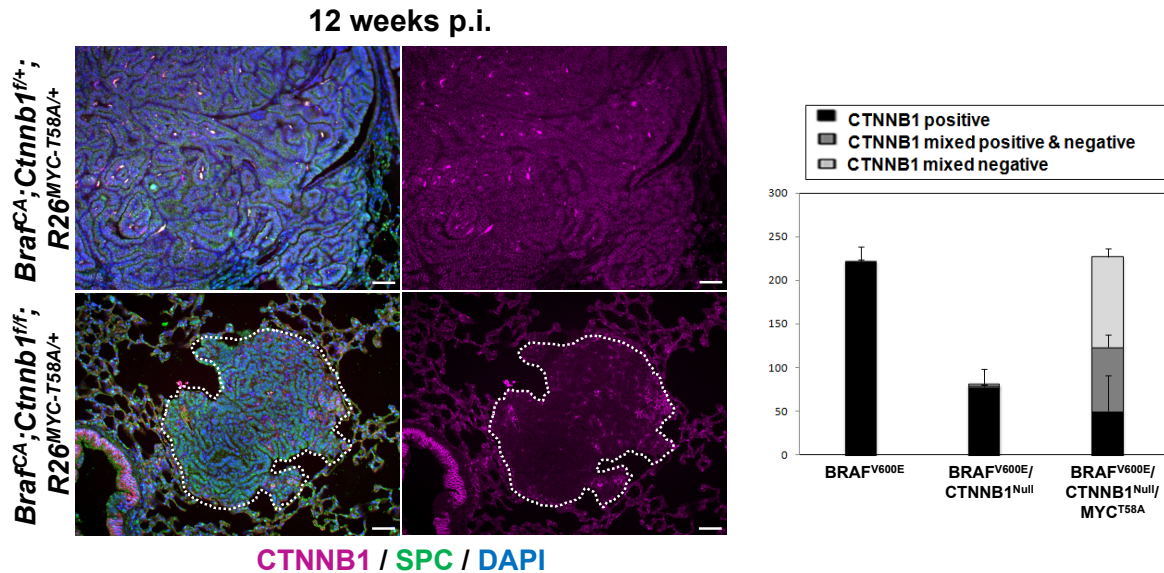 12 weeks p.i.
Braf^CA;Ctnnb1^f/+;
R26^MYC-T58A/+
Braf^CA;Ctnnb1^f/f;
R26^MYC-T58A/+
CTNNB1 / SPC / DAPI
CTNNB1 positive
CTNNB1 mixed positive & negative
CTNNB1 mixed negative
300
250
200
150
100
50
0
BRAF^V600E
BRAF^V600E/
CTNNB1^Null
BRAF^V600E/
CTNNB1^Null/
MYC^T58A